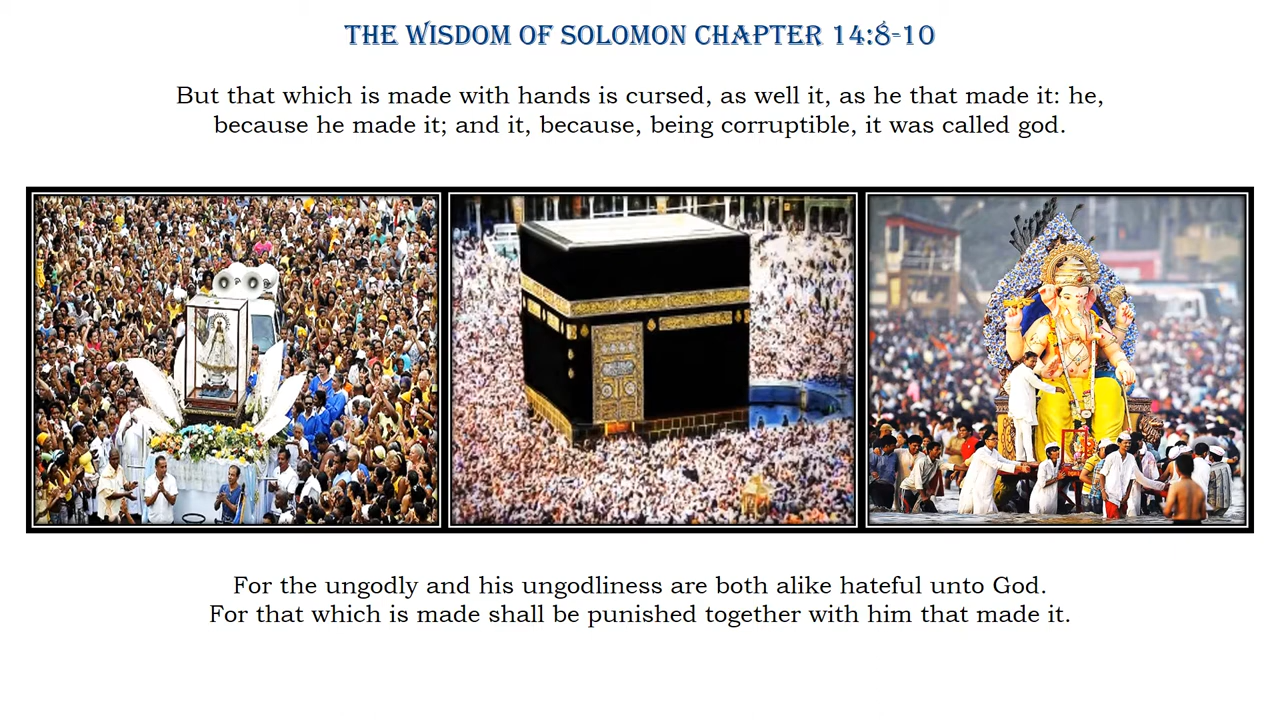 THE WISDOM OF SOLOMON CHAPTER 14:8-10
But that which is made with hands is cursed, as well it, as he that made it: he,
because he made it; and it, because, being corruptible, it was called god.
For the ungodly and his ungodliness are both alike hateful unto God.
For that which is made shall be punished together with him that made it.